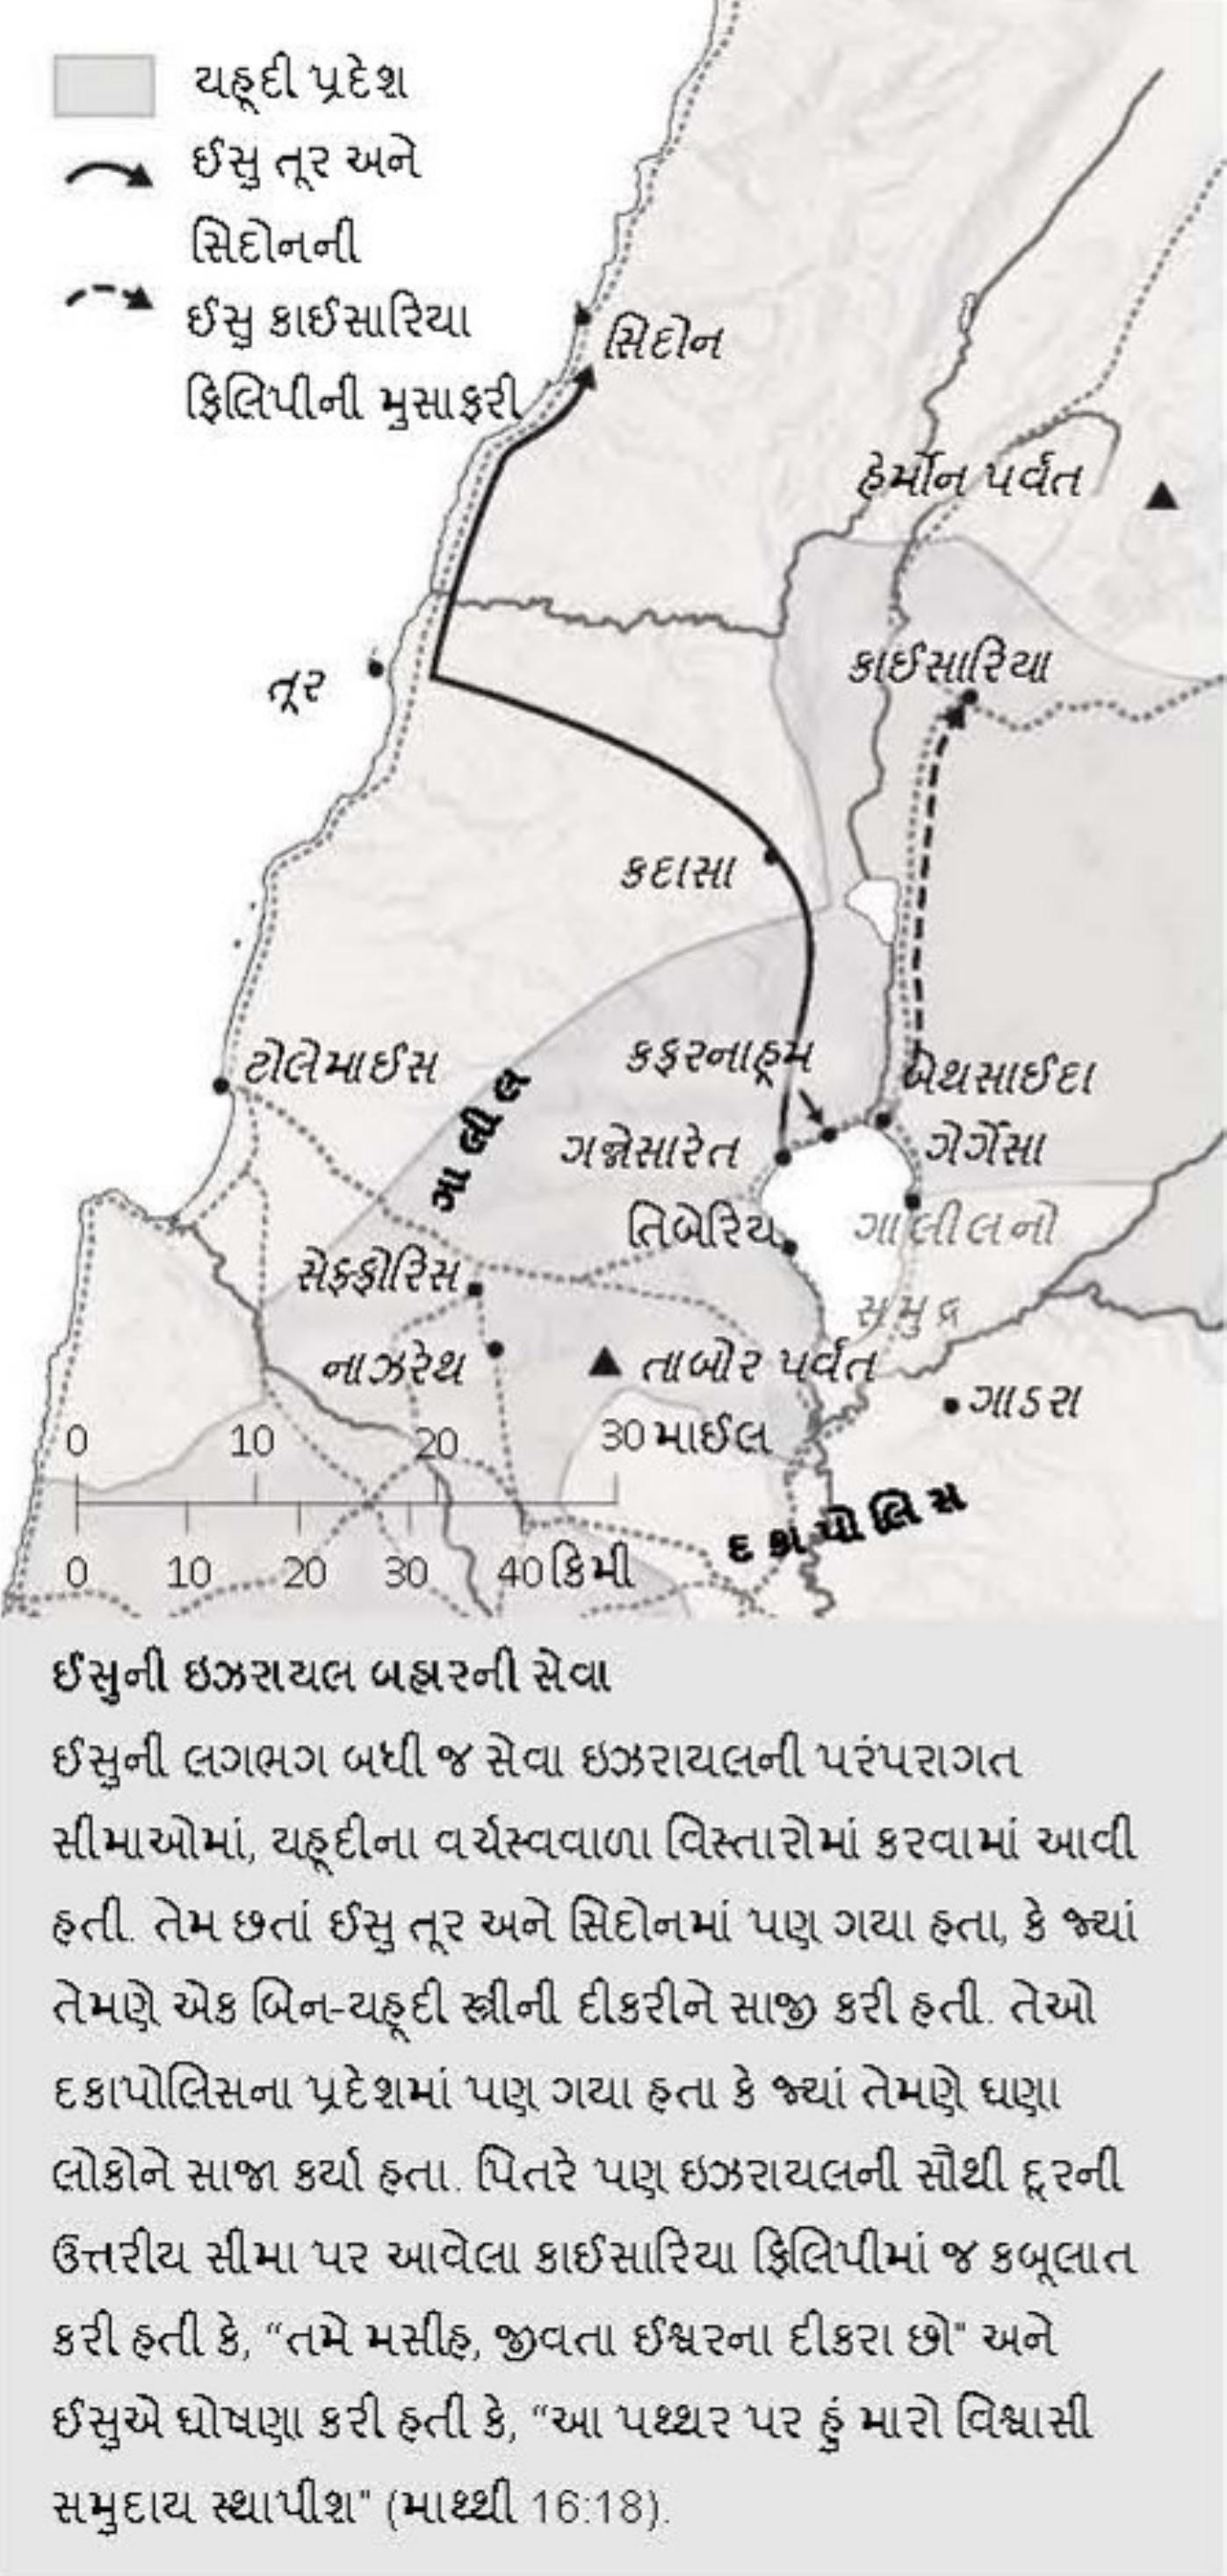 યહૂદી પ્રદેશ
ઈસુ તૂર અને
સિદોનની
ઈસુ કાઈસારિયા
ફિલિપીની મુસાફરી
સિદોન
હેર્મોન પર્વત
તૂર
કાઈસારિયા
કદાસા
ટોલેમાઈસ
ગાલીલ
કફરનાહૂમ
બેથસાઈદા
ગન્નેસારેત
ગેર્ગેસા
તિબેરિય
ગાલીલનો
સમુદ્ર
સેફ્ફોરિસ
નાઝરેથ
તાબોર પર્વત
ગાડરા
0 10 20 30 માઈલ
દકાપોલિસ
0 10 20 30 40 કિમી
ઈસુની ઇઝરાયલ બહારની સેવા
ઈસુની લગભગ બધી જ સેવા ઇઝરાયલની પરંપરાગત
સીમાઓમાં, યહૂદીના વર્ચસ્વવાળા વિસ્તારોમાં કરવામાં આવી
હતી. તેમ છતાં ઈસુ તૂર અને સિદોનમાં પણ ગયા હતા, કે જ્યાં
તેમણે એક બિન-યહૂદી સ્ત્રીની દીકરીને સાજી કરી હતી. તેઓ
દકાપોલિસના પ્રદેશમાં પણ ગયા હતા કે જ્યાં તેમણે ઘણા
લોકોને સાજા કર્યા હતા. પિતરે પણ ઇઝરાયલની સૌથી દૂરની
ઉત્તરીય સીમા પર આવેલા કાઈસારિયા ફિલિપીમાં જ કબૂલાત
કરી હતી કે, “તમે મસીહ, જીવતા ઈશ્વરના દીકરા છો" અને
ઈસુએ ઘોષણા કરી હતી કે, “આ પથ્થર પર હું મારો વિશ્વાસી
સમુદાય સ્થાપીશ" (માથ્થી 16:18).